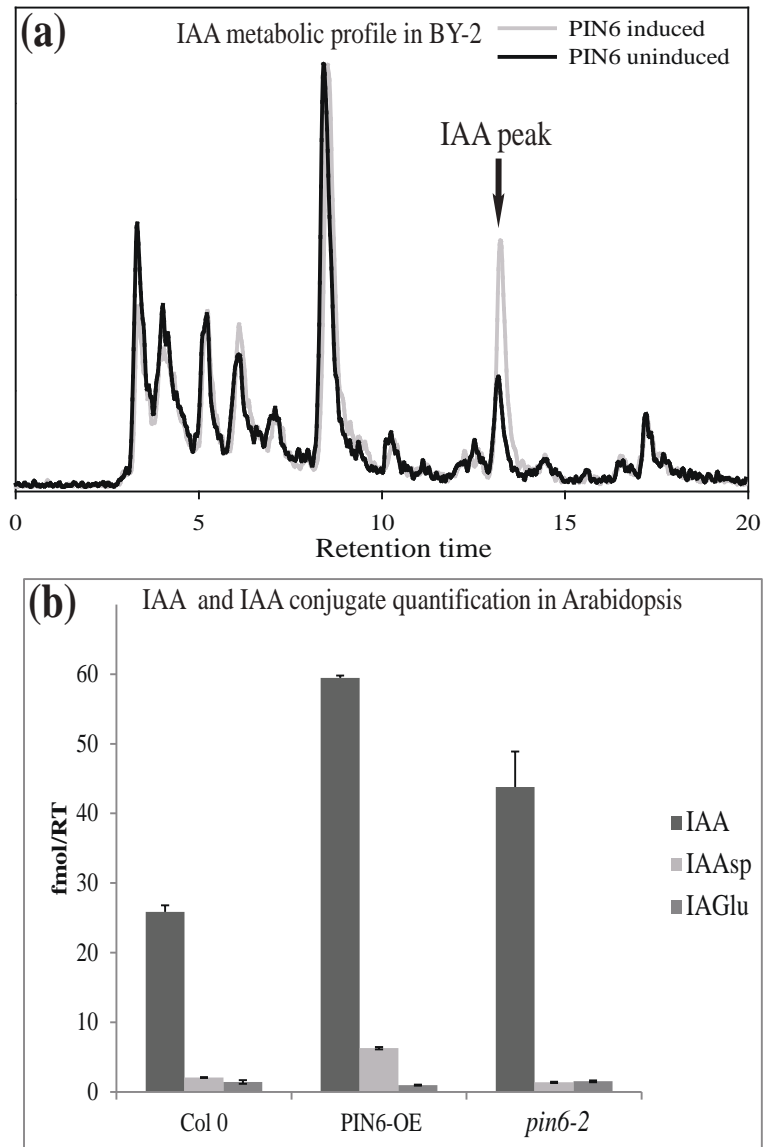 (a)
IAA metabolic profile in BY-2
PIN6 induced
PIN6 uninduced
IAA peak
0 5 10 15 20
Retention time
(b)
IAA and IAA conjugate quantification in Arabidopsis
fmol/RT
60
50
40
30
20
10
0
IAA
IAAsp
IAGlu
Col 0 PIN6-OE pin6-2